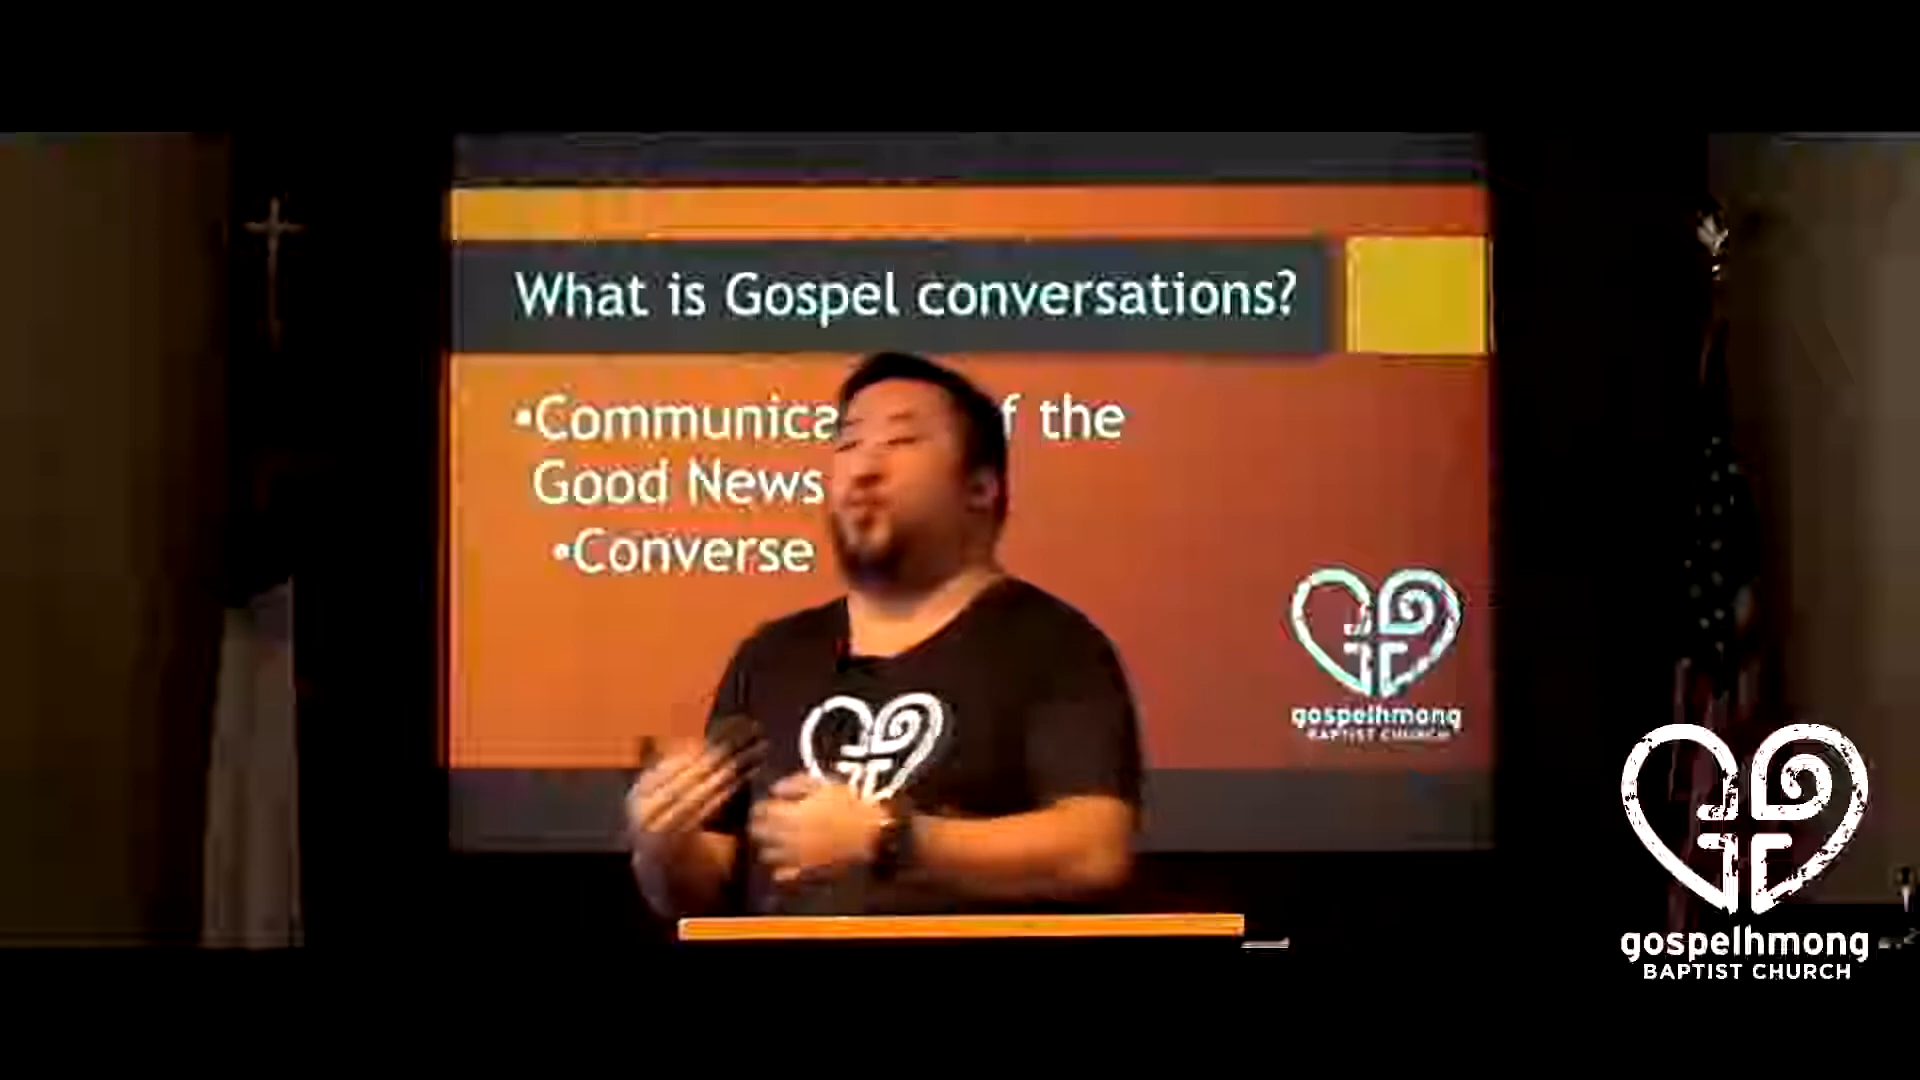 What is Gospel conversations?
•Communica f the
Good News
•Converse
gospelhmong
BAPTIST CHURCH
gospelhmong
BAPTIST CHURCH